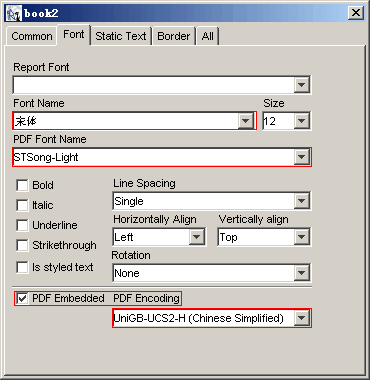 book2
Common Font Static Text Border All
Report Font
Font Name Size
宋体 12
PDF Font Name
STSong-Light
Bold Line Spacing
Italic Single
Underline Horizontally Align Vertically align
Strikethrough Left Top
Is styled text Rotation
None
PDF Embedded PDF Encoding
UniGB-UCS2-H (Chinese Simplified)